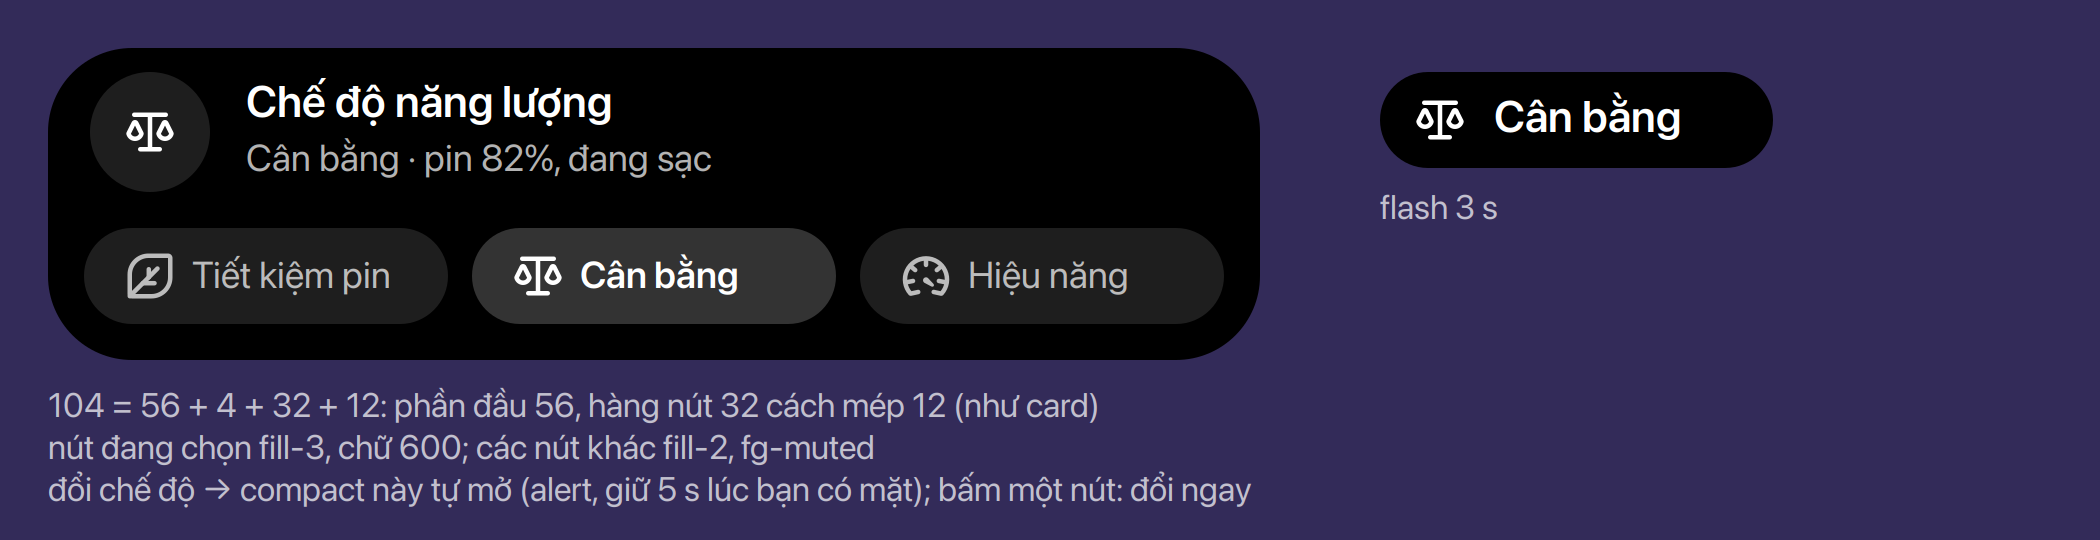 Chế độ năng lượng
Cân bằng · pin 82%, đang sạc
Tiết kiệm pin
Cân bằng
Hiệu năng
104 = 56 + 4 + 32 + 12: phần đầu 56, hàng nút 32 cách mép 12 (như card)
nút đang chọn fill-3, chữ 600; các nút khác fill-2, fg-muted
đổi chế độ → compact này tự mở (alert, giữ 5 s lúc bạn có mặt); bấm một nút: đổi ngay
Cân bằng
flash 3 s